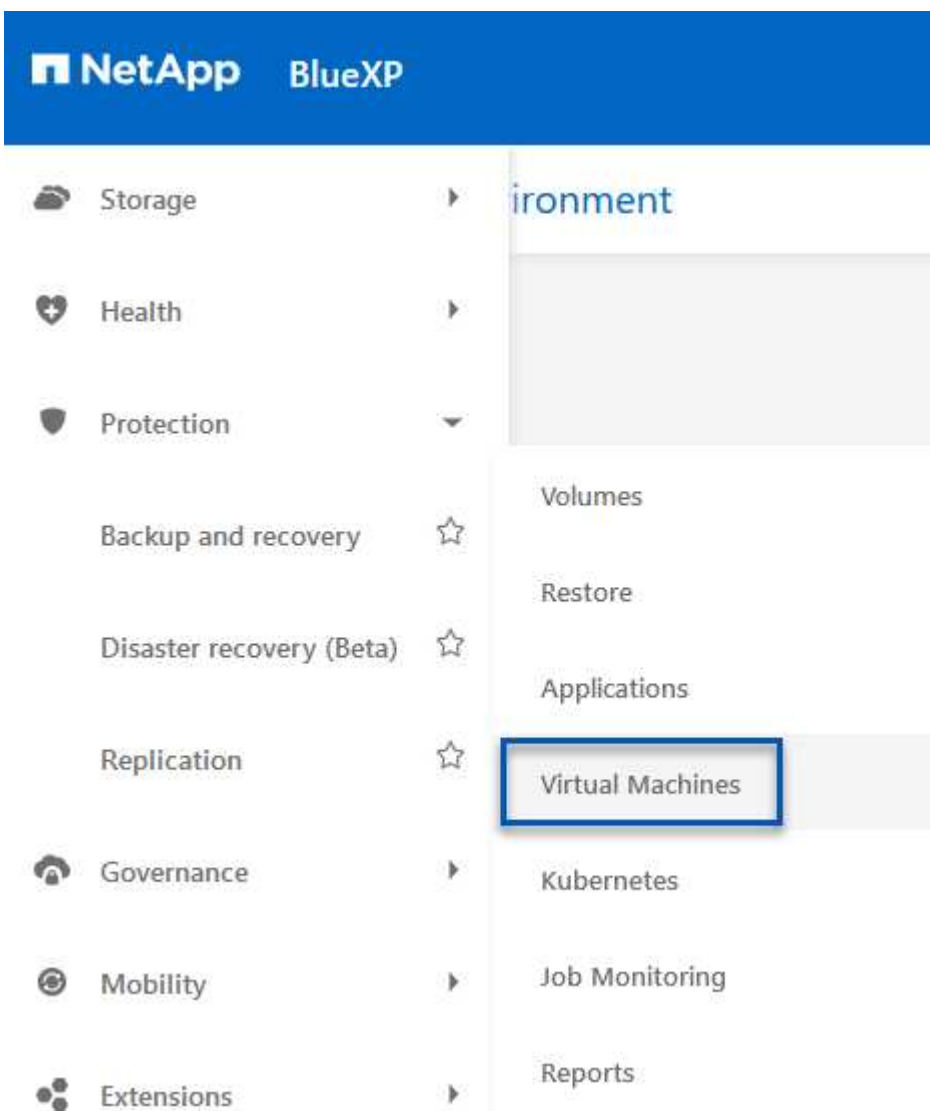 NetApp BlueXP
Storage
ironment
Health
Protection
Backup and recovery
Disaster recovery (Beta)
Replication
Governance
Mobility
Extensions
Volumes
Restore
Applications
Virtual Machines
Kubernetes
Job Monitoring
Reports